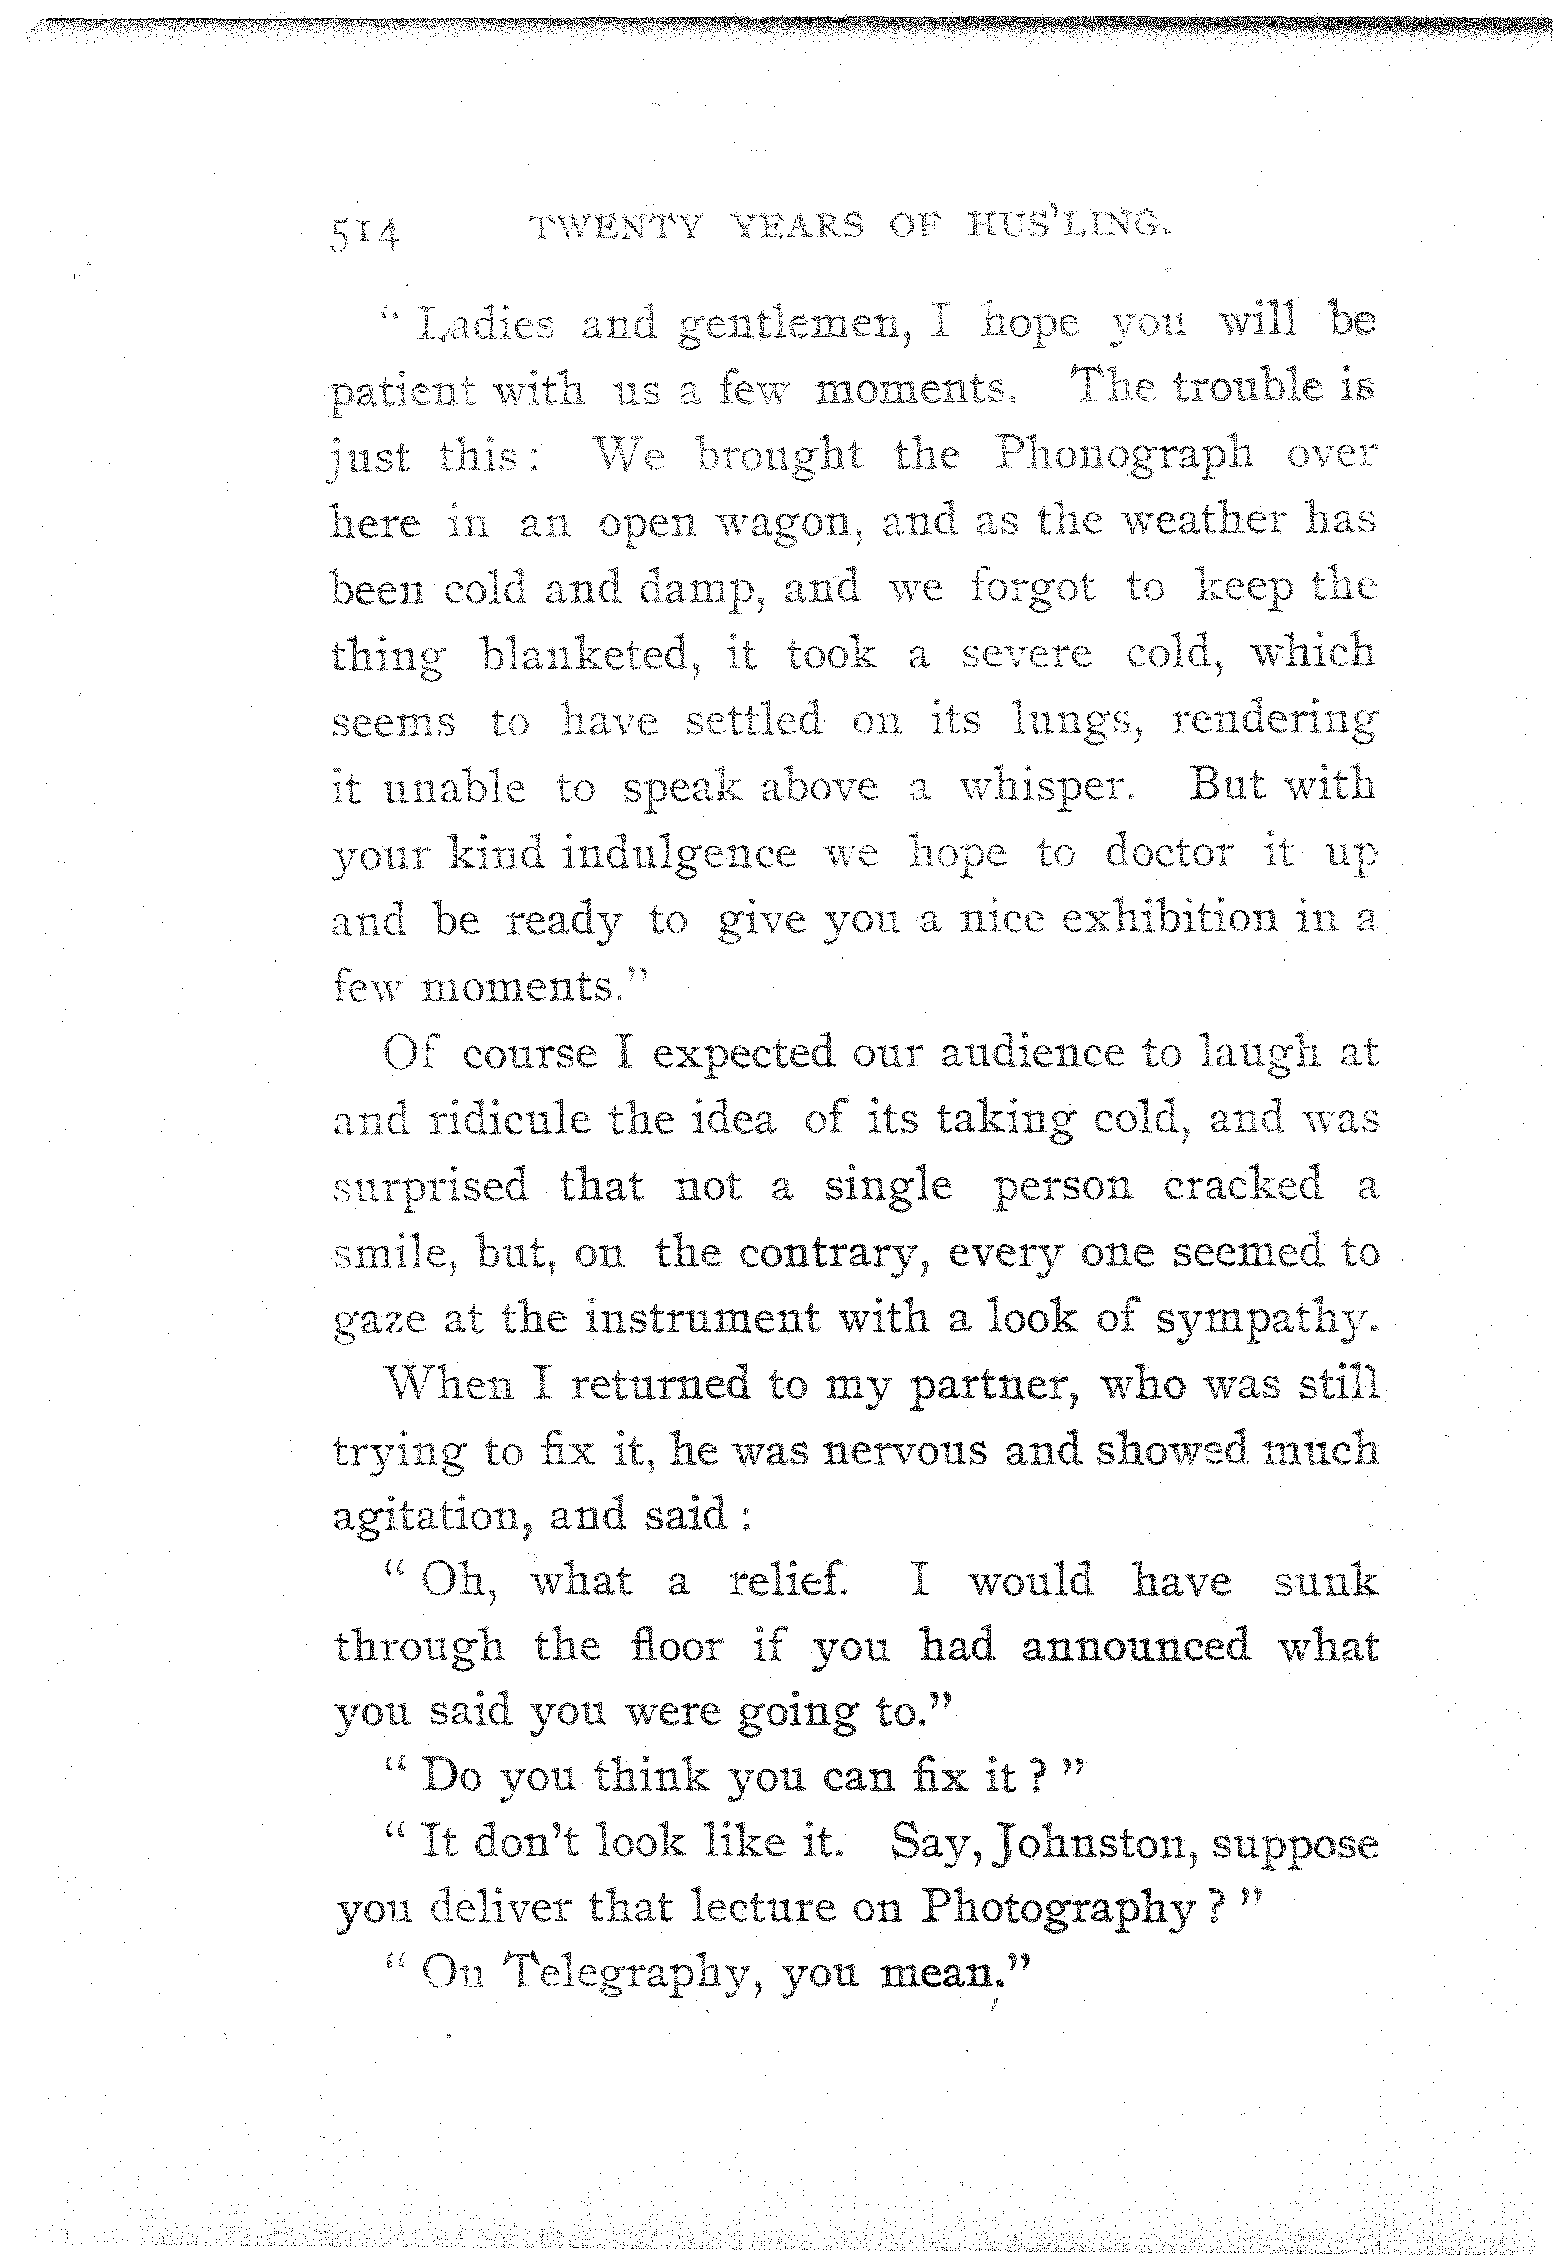 514 TWENTY YEARS OF HUS'LING.
“ Ladies and gentlemen, I hope you will be
patient with us a few moments. The trouble is
just this: We brought the Phonograph over
here in an open wagon, and as the weather has
been cold and damp, and we forgot to keep the
thing blanketed, it took a severe cold, which
seems to have settled on its lungs, rendering
it unable to speak above a whisper. But with
your kind indulgence we hope to doctor it up
and be ready to give you a nice exhibition in a
few moments.”
Of course I expected our audience to laugh at
and ridicule the idea of its taking cold, and was
surprised that not a single person cracked a
smile, but, on the contrary, every one seemed to
gaze at the instrument with a look of sympathy.
When I returned to my partner, who was still
trying to fix it, he was nervous and showed much
agitation, and said :
“ Oh, what a relief. I would have sunk
through the floor if you had announced what
you said you were going to.”
“ Do you think you can fix it ? ”
“ It don't look like it. Say, Johnston, suppose
you deliver that lecture on Photography ? ”
“ On Telegraphy, you mean.”